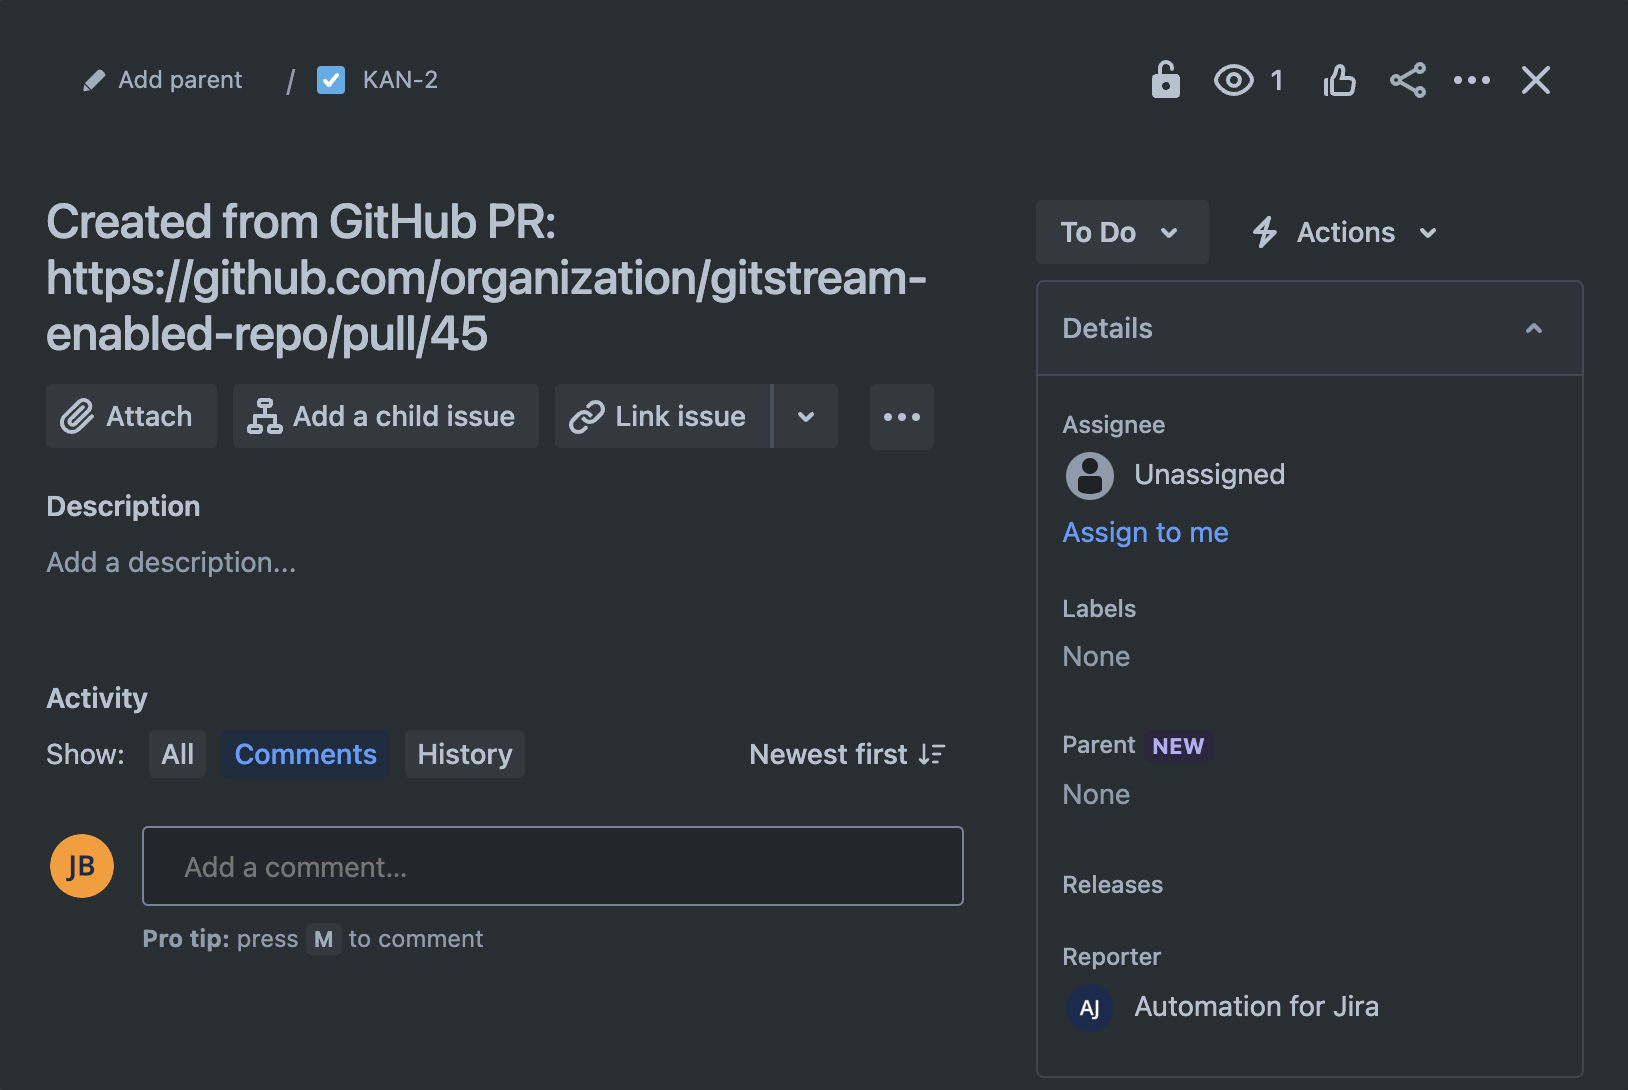 Add parent / KAN-2
1
Created from GitHub PR:
https://github.com/organization/gitstream-
enabled-repo/pull/45
Attach
Add a child issue
Link issue
Description
Add a description...
Activity
Show: All Comments History
Newest first
JB
Add a comment...
Pro tip: press M to comment
To Do
Actions
Details
Assignee
Unassigned
Assign to me
Labels
None
Parent NEW
None
Releases
Reporter
AJ Automation for Jira